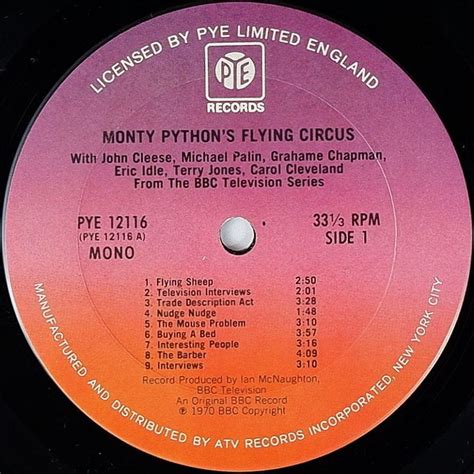 LICENSED BY PYE LIMITED ENGLAND
PYE
RECORDS
MONTY PYTHON'S FLYING CIRCUS
With John Cleese, Michael Palin, Grahame Chapman,
Eric Idle, Terry Jones, Carol Cleveland
From The BBC Television Series
PYE 12116 33⅓ RPM
(PYE 12116 A) SIDE 1
MONO
1. Flying Sheep 2:50
2. Television Interviews 2:01
3. Trade Description Act 3:28
4. Nudge Nudge 1:48
5. The Mouse Problem 3:10
6. Buying A Bed 3:57
7. Interesting People 3:16
8. The Barber 4:09
9. Interviews 3:10
Record Produced by Ian McNaughton,
BBC Television
An Original BBC Record
℗ 1970 BBC Copyright
MANUFACTURED AND DISTRIBUTED BY ATV RECORDS INCORPORATED, NEW YORK CITY